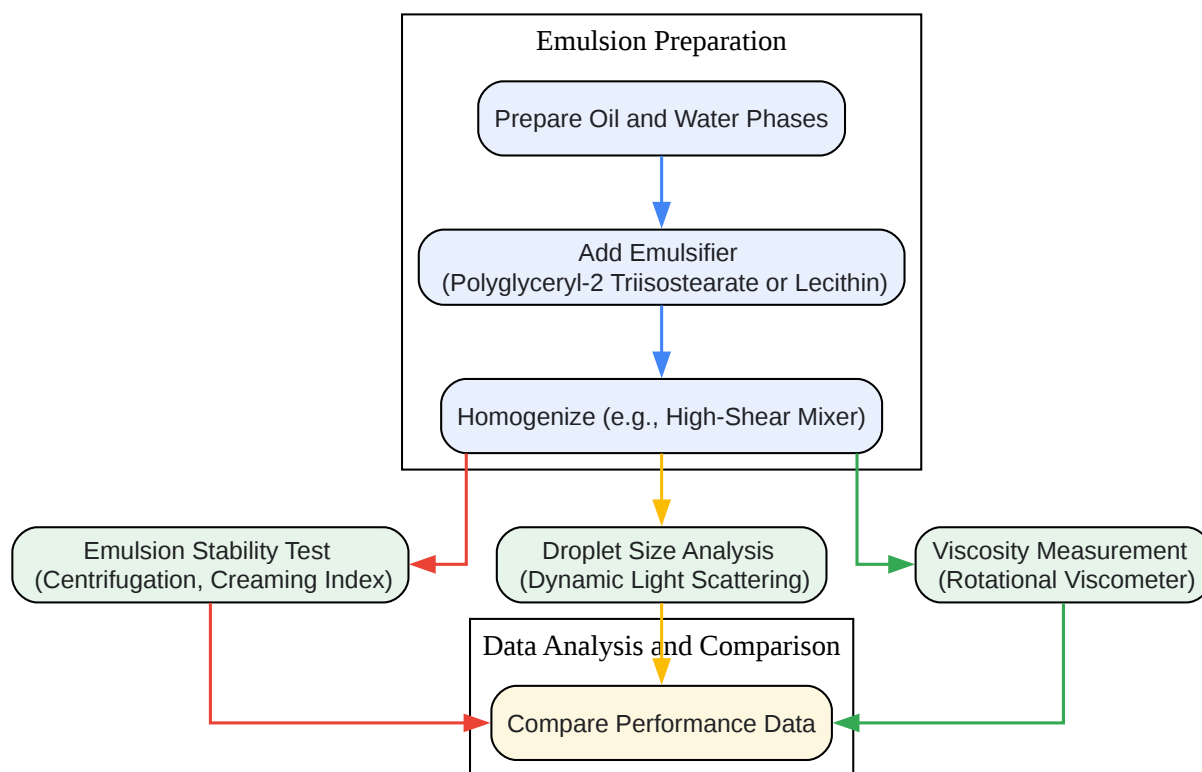 Emulsion Preparation
Prepare Oil and Water Phases
Add Emulsifier
(Polyglyceryl-2 Triisostearate or Lecithin)
Homogenize (e.g., High-Shear Mixer)
Emulsion Stability Test
(Centrifugation, Creaming Index)
Droplet Size Analysis
(Dynamic Light Scattering)
Viscosity Measurement
(Rotational Viscometer)
Data Analysis and Comparison
Compare Performance Data